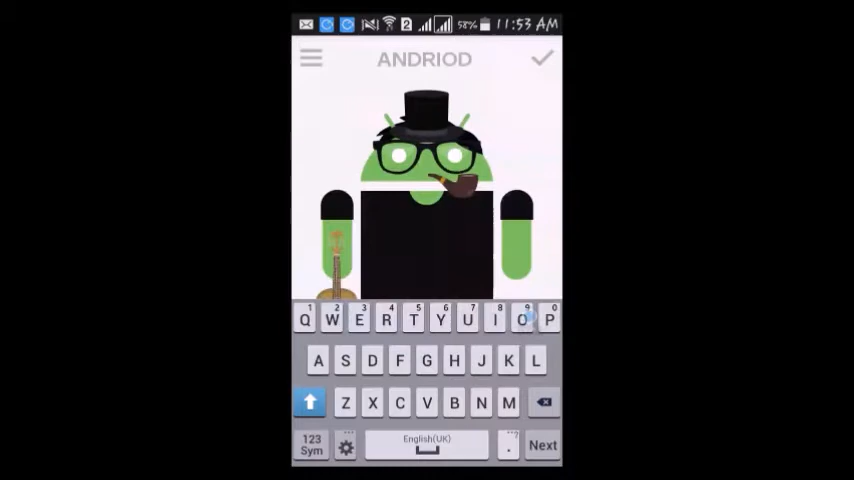 2 58% 11:53 AM
ANDRIOD
1 2 3 4 5 6 7 8 9 0
Q W E R T Y U I O P
A S D F G H J K L
Z X C V B N M
123 Sym English(UK) . ? Next